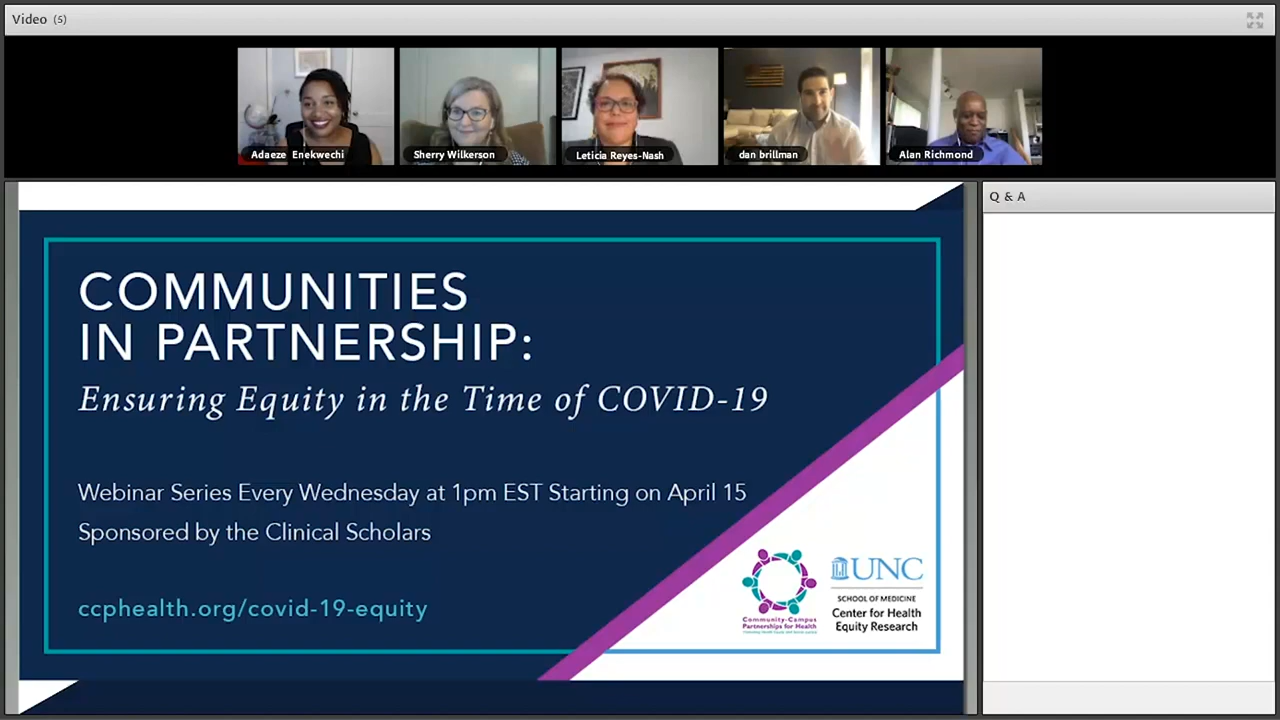 Video (5)
Adaeze Enekwechi
Sherry Wilkerson
Leticia Reyes-Nash
dan brillman
Alan Richmond
Q & A
COMMUNITIES
IN PARTNERSHIP:
Ensuring Equity in the Time of COVID-19
Webinar Series Every Wednesday at 1pm EST Starting on April 15
Sponsored by the Clinical Scholars
ccphealth.org/covid-19-equity
Community-Campus
Partnerships for Health
UNC
SCHOOL OF MEDICINE
Center for Health
Equity Research